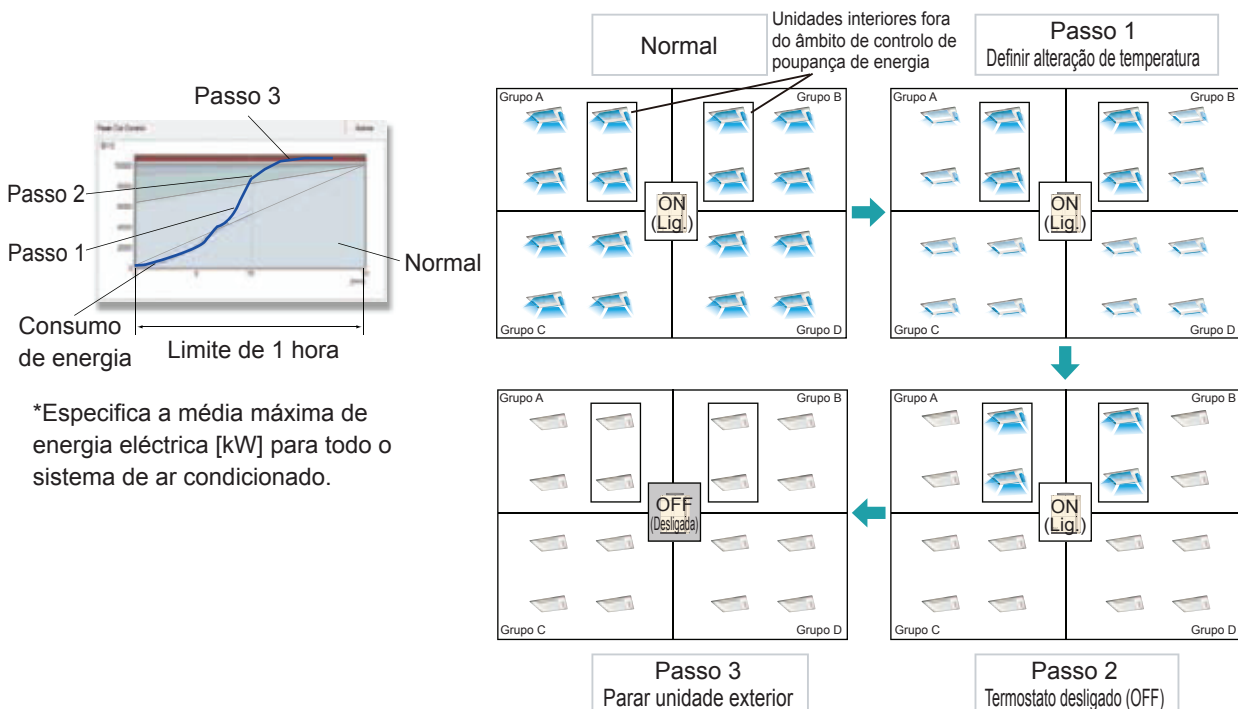 Passo 3
Passo 2
Passo 1
Normal
Consumo
de energia
Limite de 1 hora
*Especifica a média máxima de
energia eléctrica [kW] para todo o
sistema de ar condicionado.
Normal
Unidades interiores fora
do âmbito de controlo de
poupança de energia
Passo 1
Definir alteração de temperatura
Grupo A
Grupo B
ON
(Lig.)
Grupo C
Grupo D
Grupo A
Grupo B
ON
(Lig.)
Grupo C
Grupo D
Grupo A
Grupo B
OFF
(Desligada)
Grupo C
Grupo D
Grupo A
Grupo B
ON
(Lig.)
Grupo C
Grupo D
Passo 3
Parar unidade exterior
Passo 2
Termostato desligado (OFF)